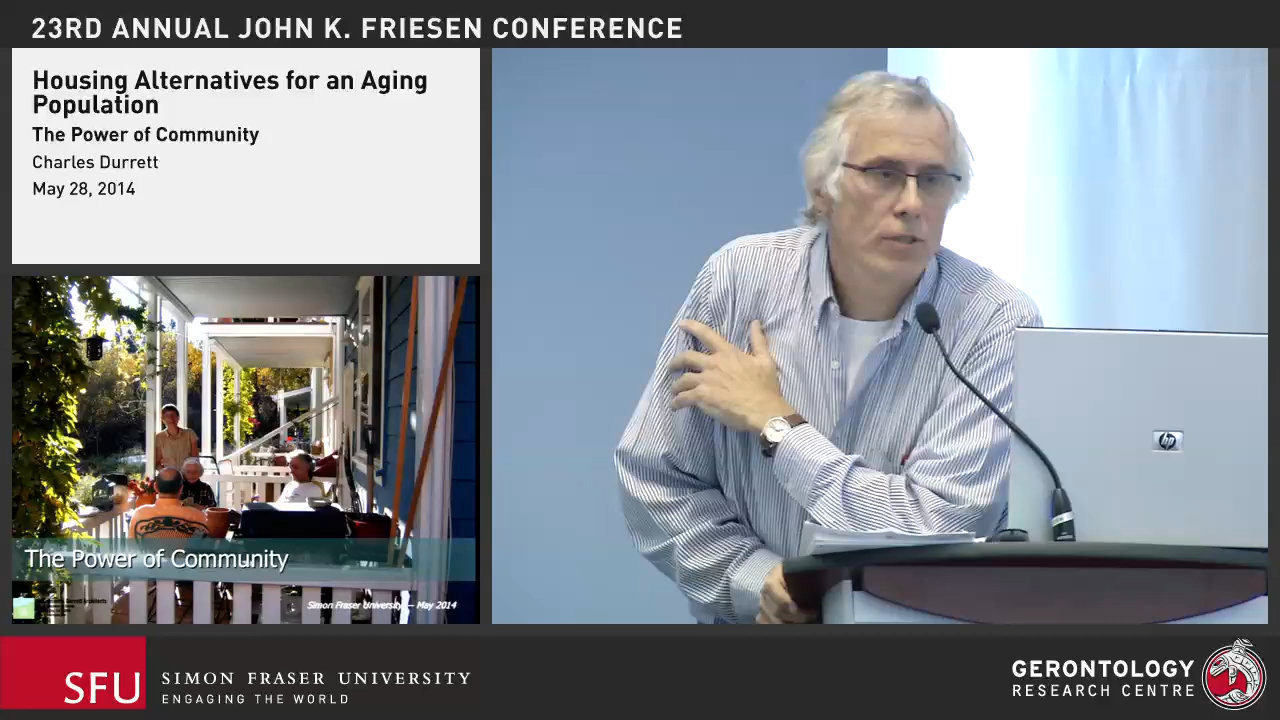 23RD ANNUAL JOHN K. FRIESEN CONFERENCE
Housing Alternatives for an Aging
Population
The Power of Community
Charles Durrett
May 28, 2014
The Power of Community
Simon Fraser University – May 2014
hp
SFU
SIMON FRASER UNIVERSITY
ENGAGING THE WORLD
GERONTOLOGY
RESEARCH CENTRE